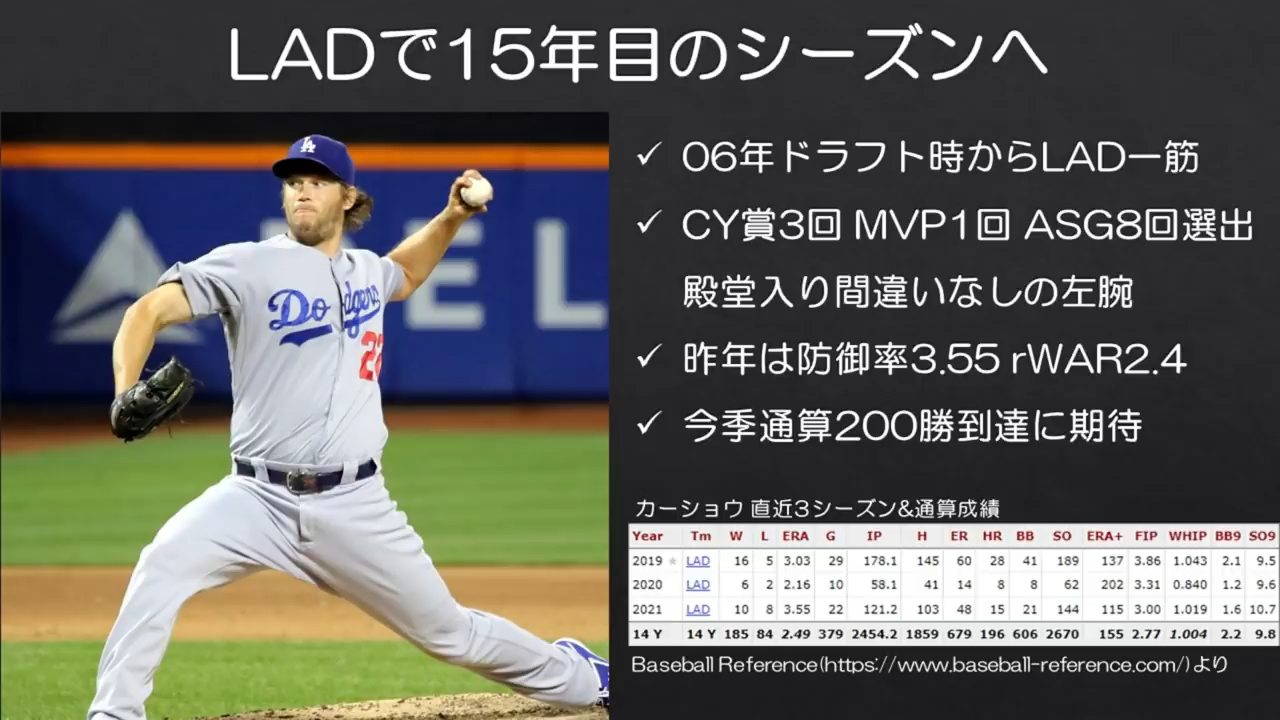 LADで15年目のシーズンへ
✓ 06年ドラフト時からLAD一筋
✓ CY賞3回 MVP1回 ASG8回選出
殿堂入り間違いなしの左腕
✓ 昨年は防御率3.55 rWAR2.4
✓ 今季通算200勝到達に期待
LA
Dodgers
22
EL
カーショウ 直近3シーズン&通算成績
Year Tm W L ERA G IP H ER HR BB SO ERA+ FIP WHIP BB9 SO9
2019 ★ LAD 16 5 3.03 29 178.1 145 60 28 41 189 137 3.86 1.043 2.1 9.5
2020 LAD 6 2 2.16 10 58.1 41 14 8 8 62 202 3.31 0.840 1.2 9.6
2021 LAD 10 8 3.55 22 121.2 103 48 15 21 144 115 3.00 1.019 1.6 10.7
14 Y 14 Y 185 84 2.49 379 2454.2 1859 679 196 606 2670 155 2.77 1.004 2.2 9.8
Baseball Reference(https://www.baseball-reference.com/)より